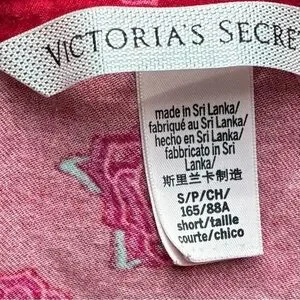 VICTORIA'S SECRE
made in Sri Lanka/
fabriqué au Sri Lanka/
hecho en Sri Lanka/
fabbricato in Sri
Lanka/
斯里兰卡制造
S/P/CH/
165/88A
short/taille
courte/chico